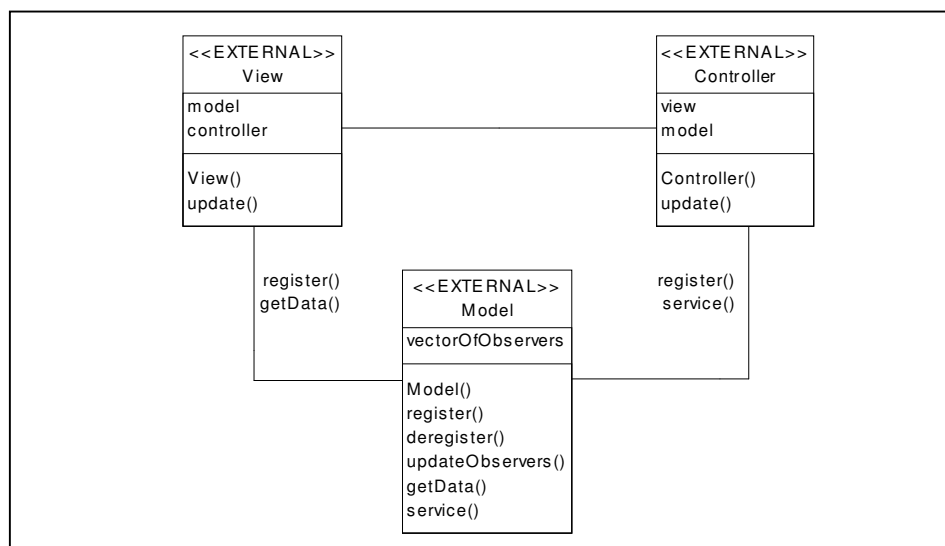 <<EXTERNAL>>
View
model
controller
View()
update()
<<EXTERNAL>>
Controller
view
model
Controller()
update()
register()
getData()
register()
service()
<<EXTERNAL>>
Model
vectorOfObservers
Model()
register()
deregister()
updateObservers()
getData()
service()